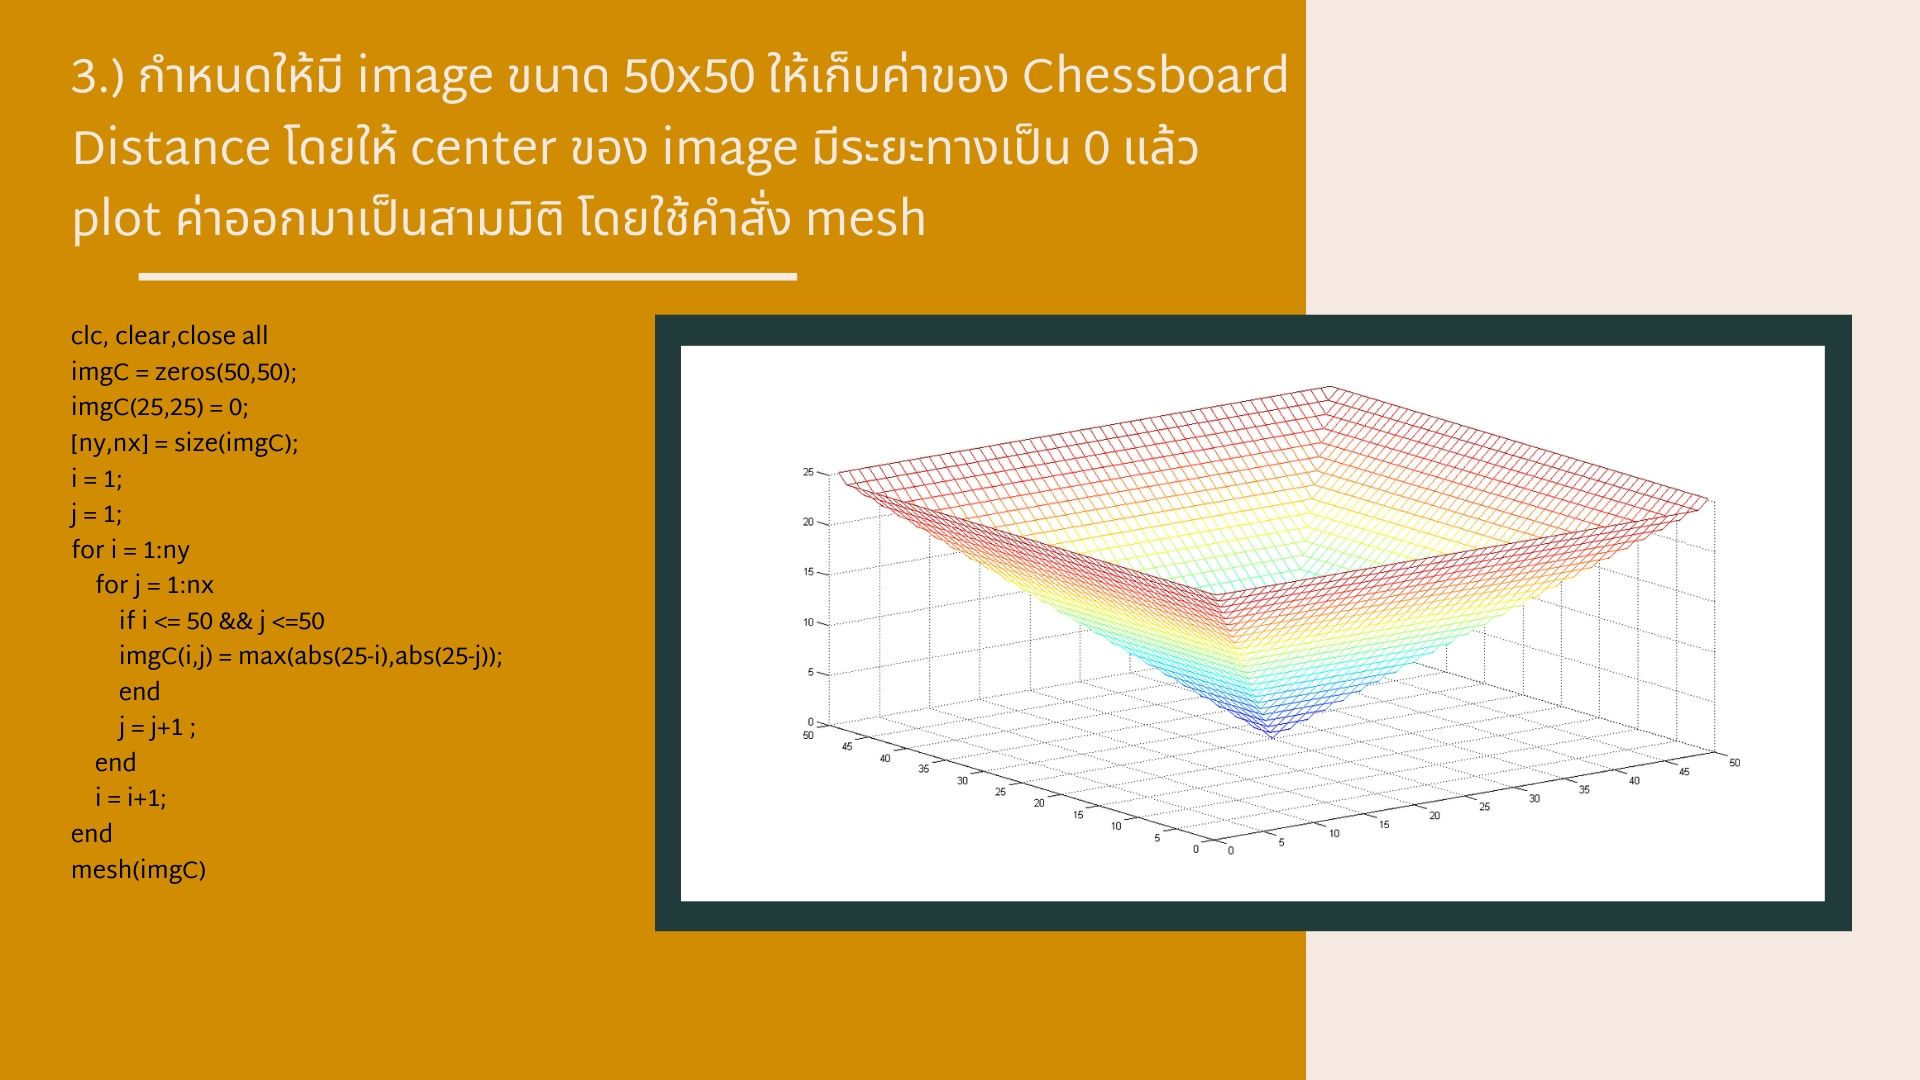 3.) กำหนดให้มี image ขนาด 50x50 ให้เก็บค่าของ Chessboard
Distance โดยให้ center ของ image มีระยะทางเป็น 0 แล้ว
plot ค่าออกมาเป็นสามมิติ โดยใช้คำสั่ง mesh
clc, clear,close all
imgC = zeros(50,50);
imgC(25,25) = 0;
[ny,nx] = size(imgC);
i = 1;
j = 1;
for i = 1:ny
for j = 1:nx
if i <= 50 && j <=50
imgC(i,j) = max(abs(25-i),abs(25-j));
end
j = j+1 ;
end
i = i+1;
end
mesh(imgC)
25
20
15
10
5
0
50
45
40
35
30
25
20
15
10
5
0
0
5
10
15
20
25
30
35
40
45
50